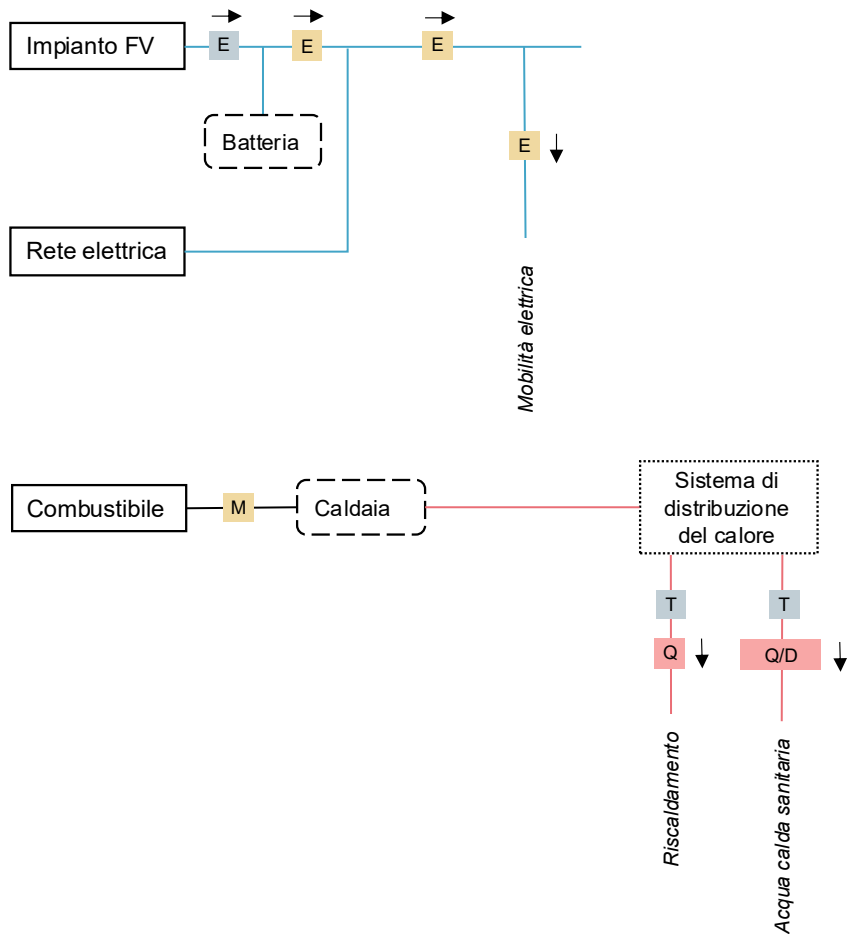 Impianto FV
E
E
E
Batteria
E
Rete elettrica
Mobilità elettrica
Combustibile
M
Caldaia
Sistema di
distribuzione
del calore
T
T
Q
Q/D
Riscaldamento
Acqua calda sanitaria